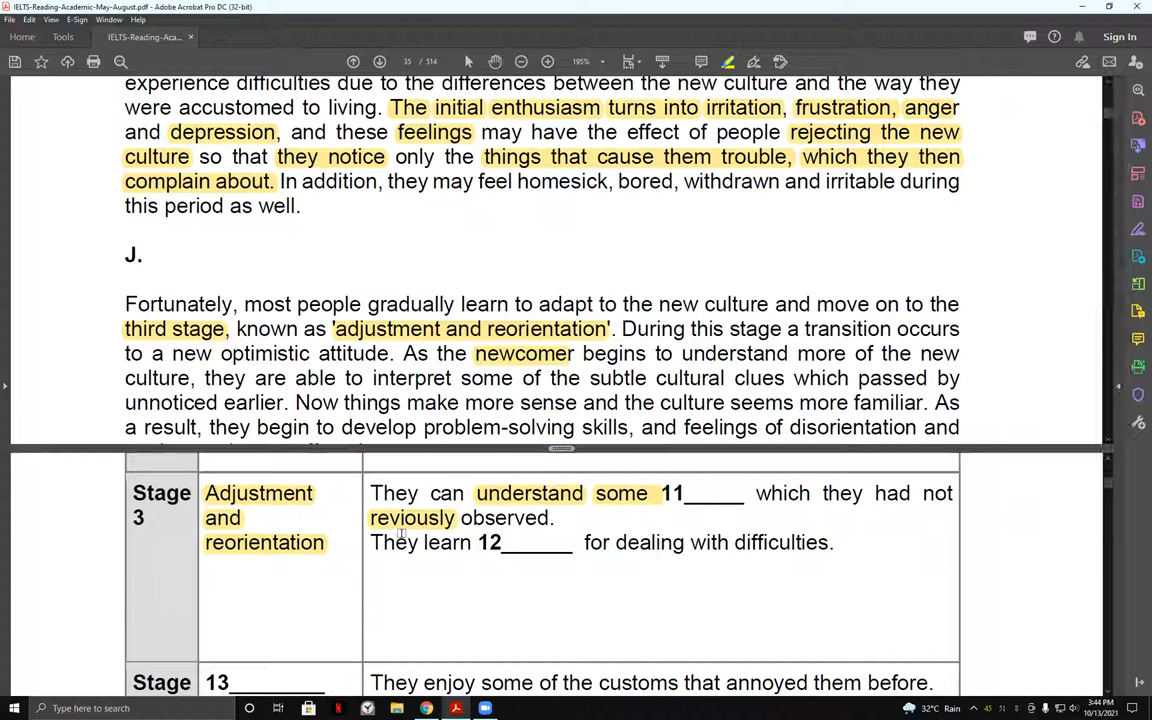 IELTS-Reading-Academic-May-August.pdf - Adobe Acrobat Pro DC (32-bit)
File Edit View E-Sign Window Help
Home Tools IELTS-Reading-Aca... × Sign In
35 / 514 195%
experience difficulties due to the differences between the new culture and the way they
were accustomed to living. The initial enthusiasm turns into irritation, frustration, anger
and depression, and these feelings may have the effect of people rejecting the new
culture so that they notice only the things that cause them trouble, which they then
complain about. In addition, they may feel homesick, bored, withdrawn and irritable during
this period as well.
J.
Fortunately, most people gradually learn to adapt to the new culture and move on to the
third stage, known as 'adjustment and reorientation'. During this stage a transition occurs
to a new optimistic attitude. As the newcomer begins to understand more of the new
culture, they are able to interpret some of the subtle cultural clues which passed by
unnoticed earlier. Now things make more sense and the culture seems more familiar. As
a result, they begin to develop problem-solving skills, and feelings of disorientation and
Stage Adjustment They can understand some 11_____ which they had not
3 and reviously observed.
reorientation They learn 12______ for dealing with difficulties.
Stage 13________ They enjoy some of the customs that annoyed them before.
Type here to search 32°C Rain 45 51 8 3:44 PM
10/13/2021